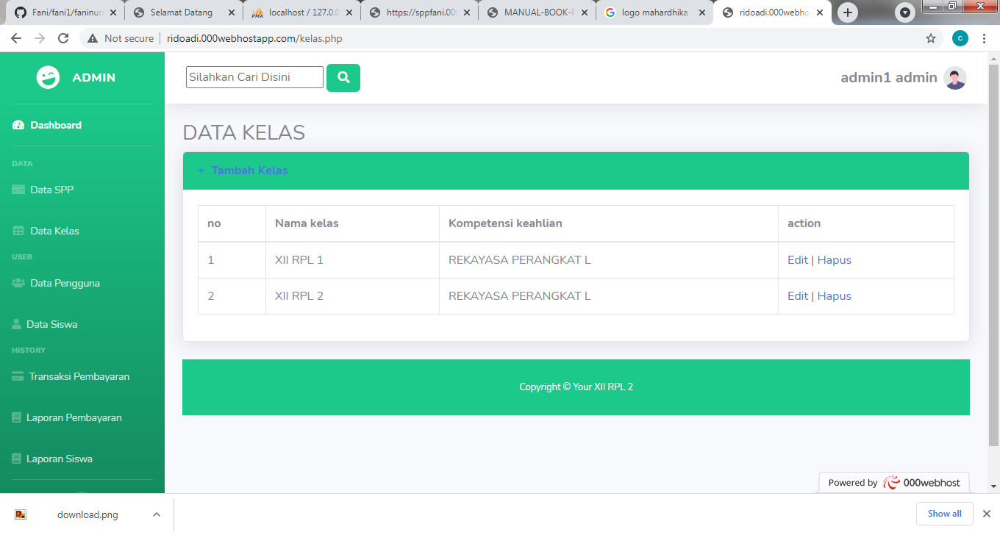 Fani/fani1/faninura
Selamat Datang
localhost / 127.0.0
https://sppfani.00
MANUAL-BOOK-P
logo mahardhika
ridoadi.000webho
Not secure
ridoadi.000webhostapp.com/kelas.php
c
ADMIN
Silahkan Cari Disini
admin1 admin
Dashboard
DATA
Data SPP
Data Kelas
USER
Data Pengguna
Data Siswa
HISTORY
Transaksi Pembayaran
Laporan Pembayaran
Laporan Siswa
DATA KELAS
+ Tambah Kelas
no Nama kelas Kompetensi keahlian action
1 XII RPL 1 REKAYASA PERANGKAT L Edit | Hapus
2 XII RPL 2 REKAYASA PERANGKAT L Edit | Hapus
Copyright © Your XII RPL 2
Powered by 000webhost
download.png
Show all